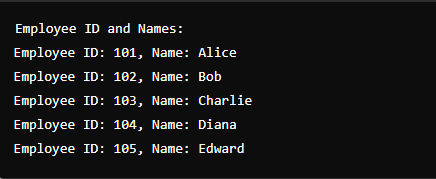 Employee ID and Names:
Employee ID: 101, Name: Alice
Employee ID: 102, Name: Bob
Employee ID: 103, Name: Charlie
Employee ID: 104, Name: Diana
Employee ID: 105, Name: Edward